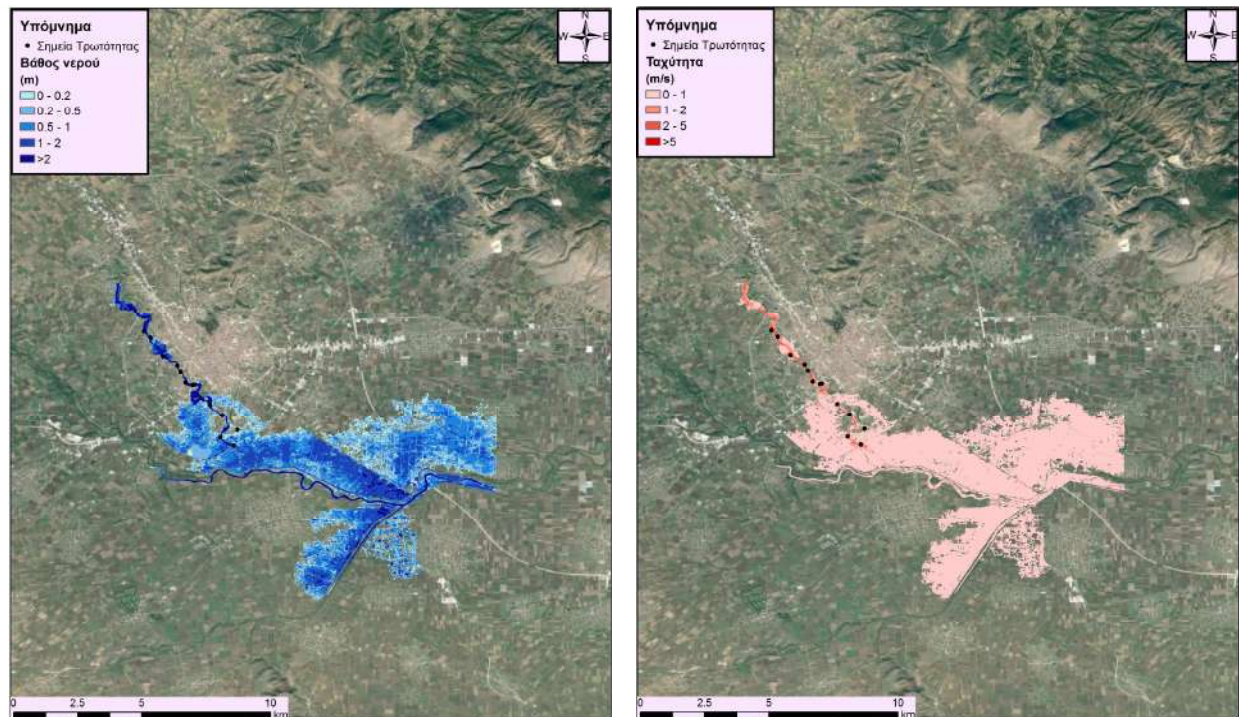 Υπόμνημα
• Σημεία Τρωτότητας
Βάθος νερού
(m)
0 - 0.2
0.2 - 0.5
0.5 - 1
1 - 2
>2
N
W E
S
0 2.5 5 10
km
Υπόμνημα
• Σημεία Τρωτότητας
Ταχύτητα
(m/s)
0 - 1
1 - 2
2 - 5
>5
N
W E
S
0 2.5 5 10
km